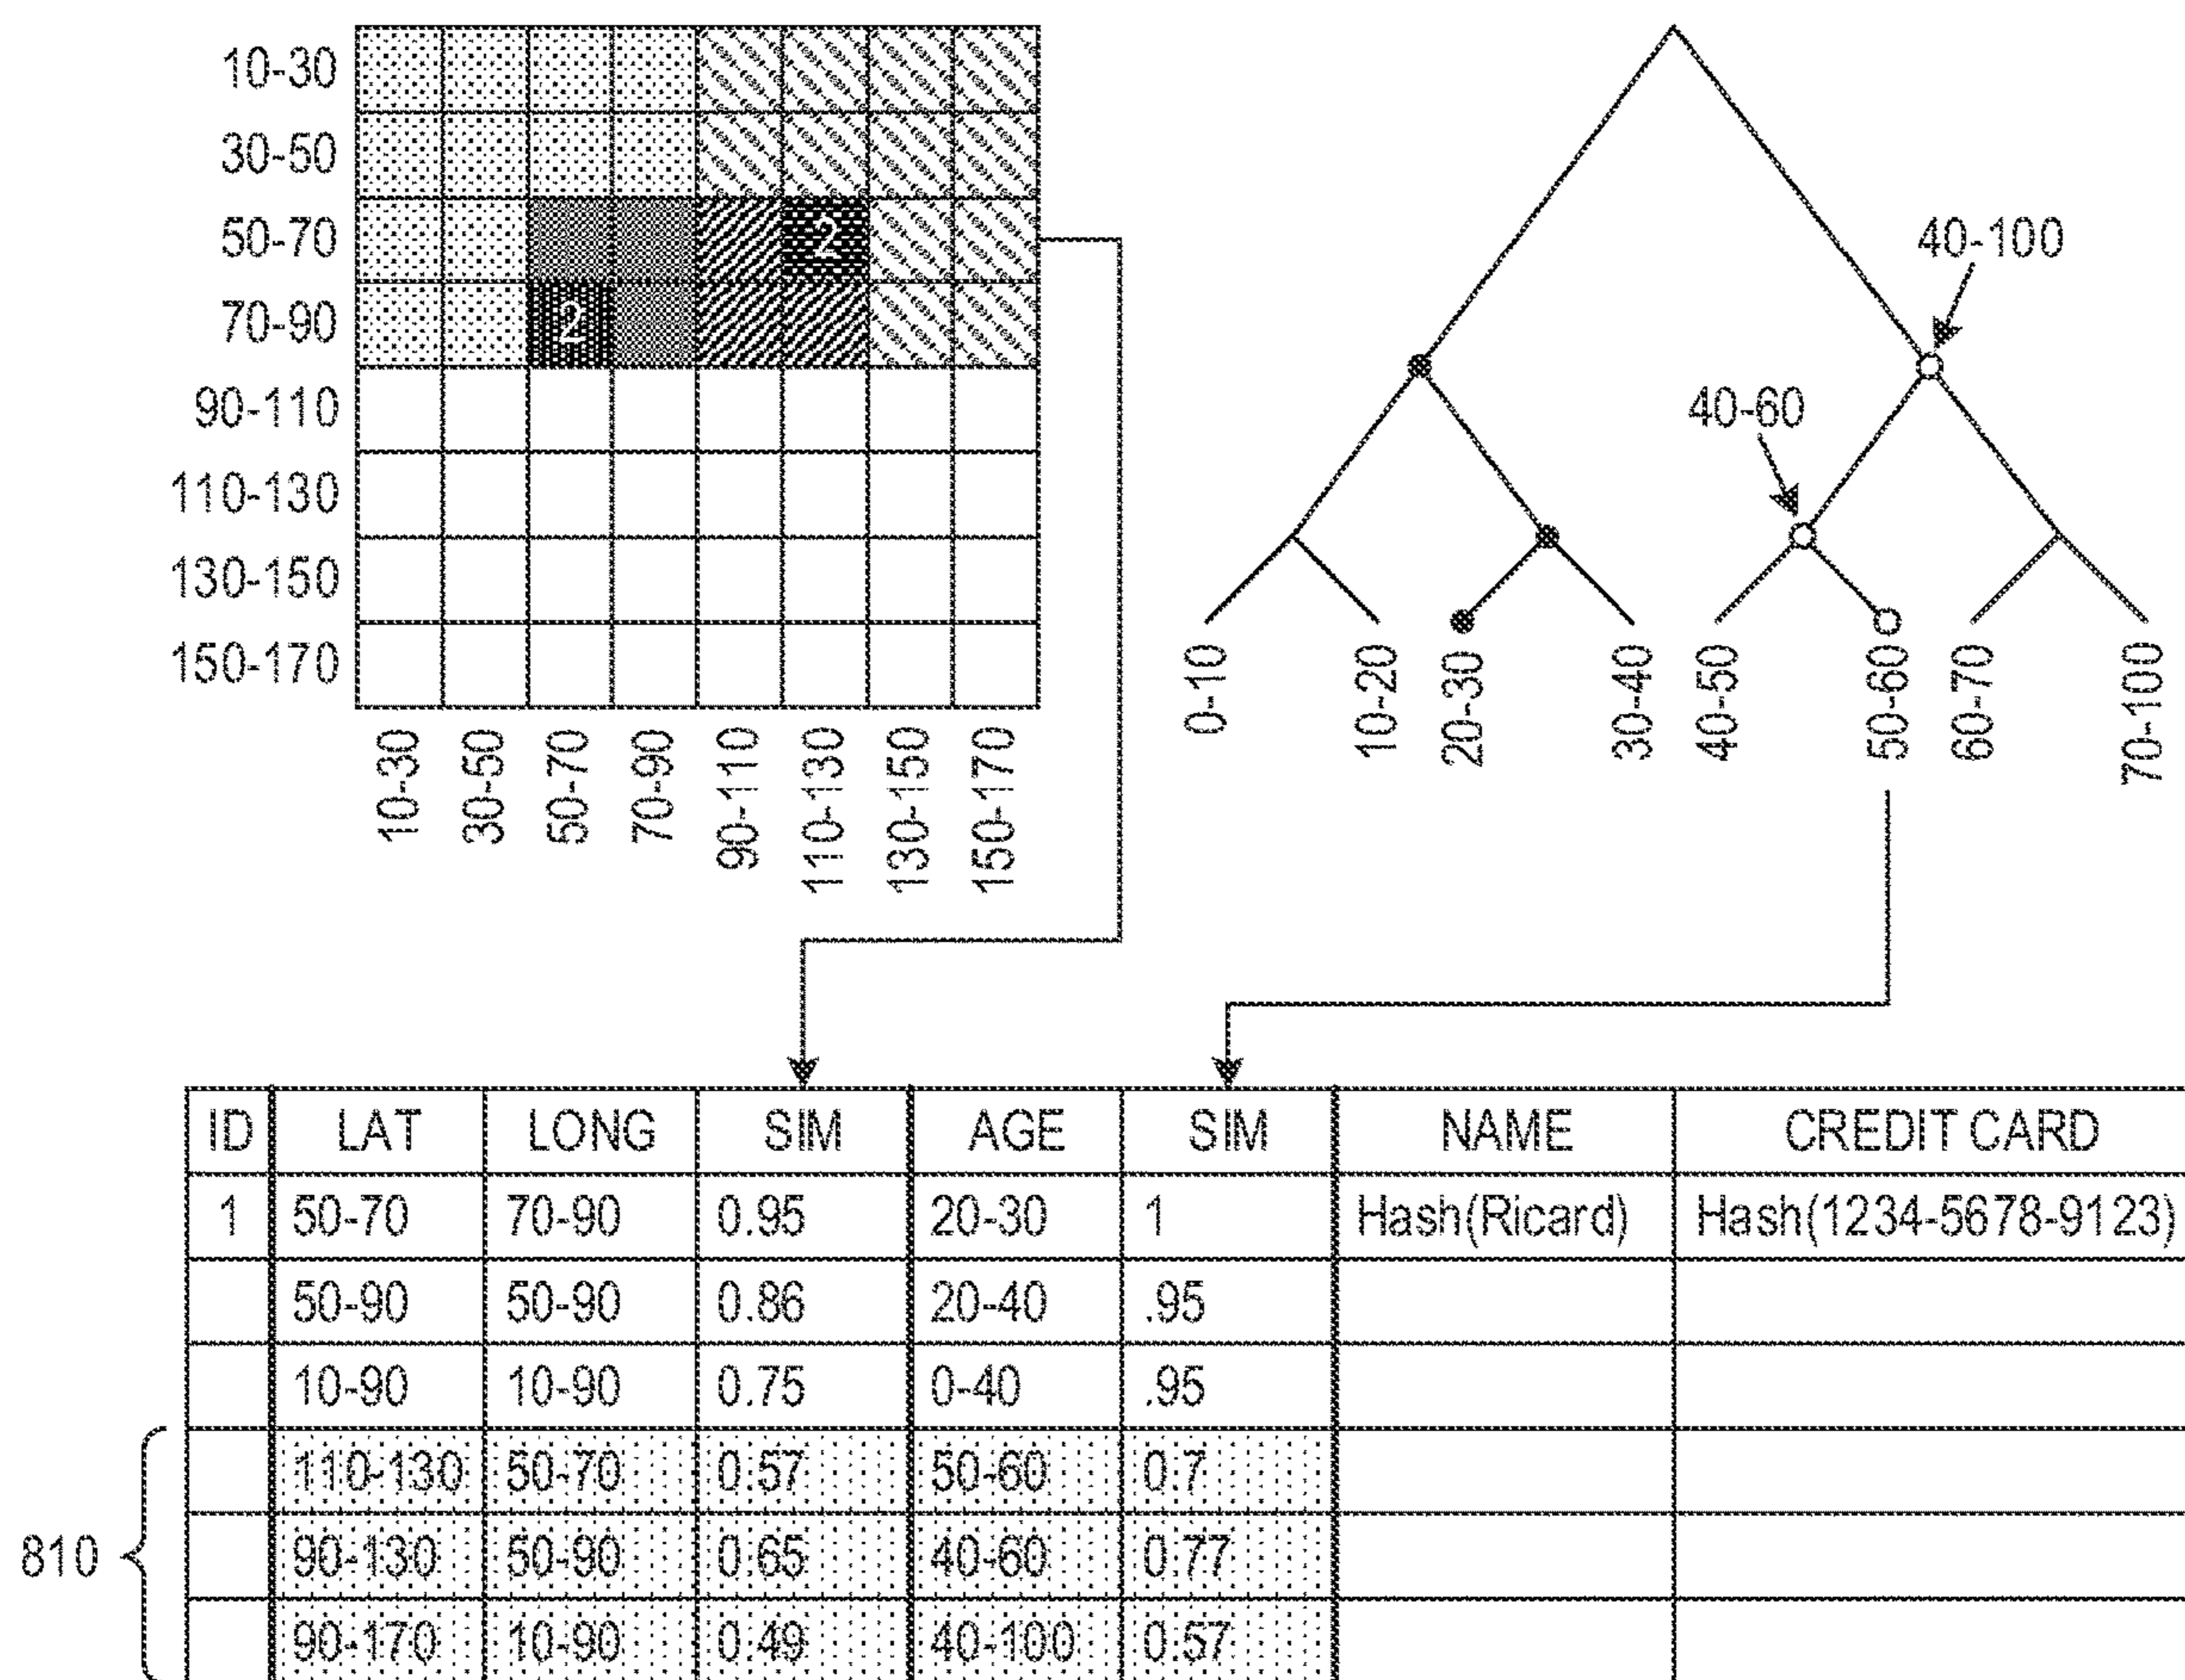 10-30
30-50
50-70 2
70-90 2
90-110
110-130
130-150
150-170
10-30 30-50 50-70 70-90 90-110 110-130 130-150 150-170
40-100
40-60
0-10 10-20 20-30 30-40 40-50 50-60 60-70 70-100
ID LAT LONG SIM AGE SIM NAME CREDIT CARD
1 50-70 70-90 0.95 20-30 1 Hash(Ricard) Hash(1234-5678-9123)
50-90 50-90 0.86 20-40 .95
10-90 10-90 0.75 0-40 .95
110-130 50-70 0.57 50-60 0.7
810 90-130 50-90 0.65 40-60 0.77
90-170 10-90 0.49 40-100 0.57